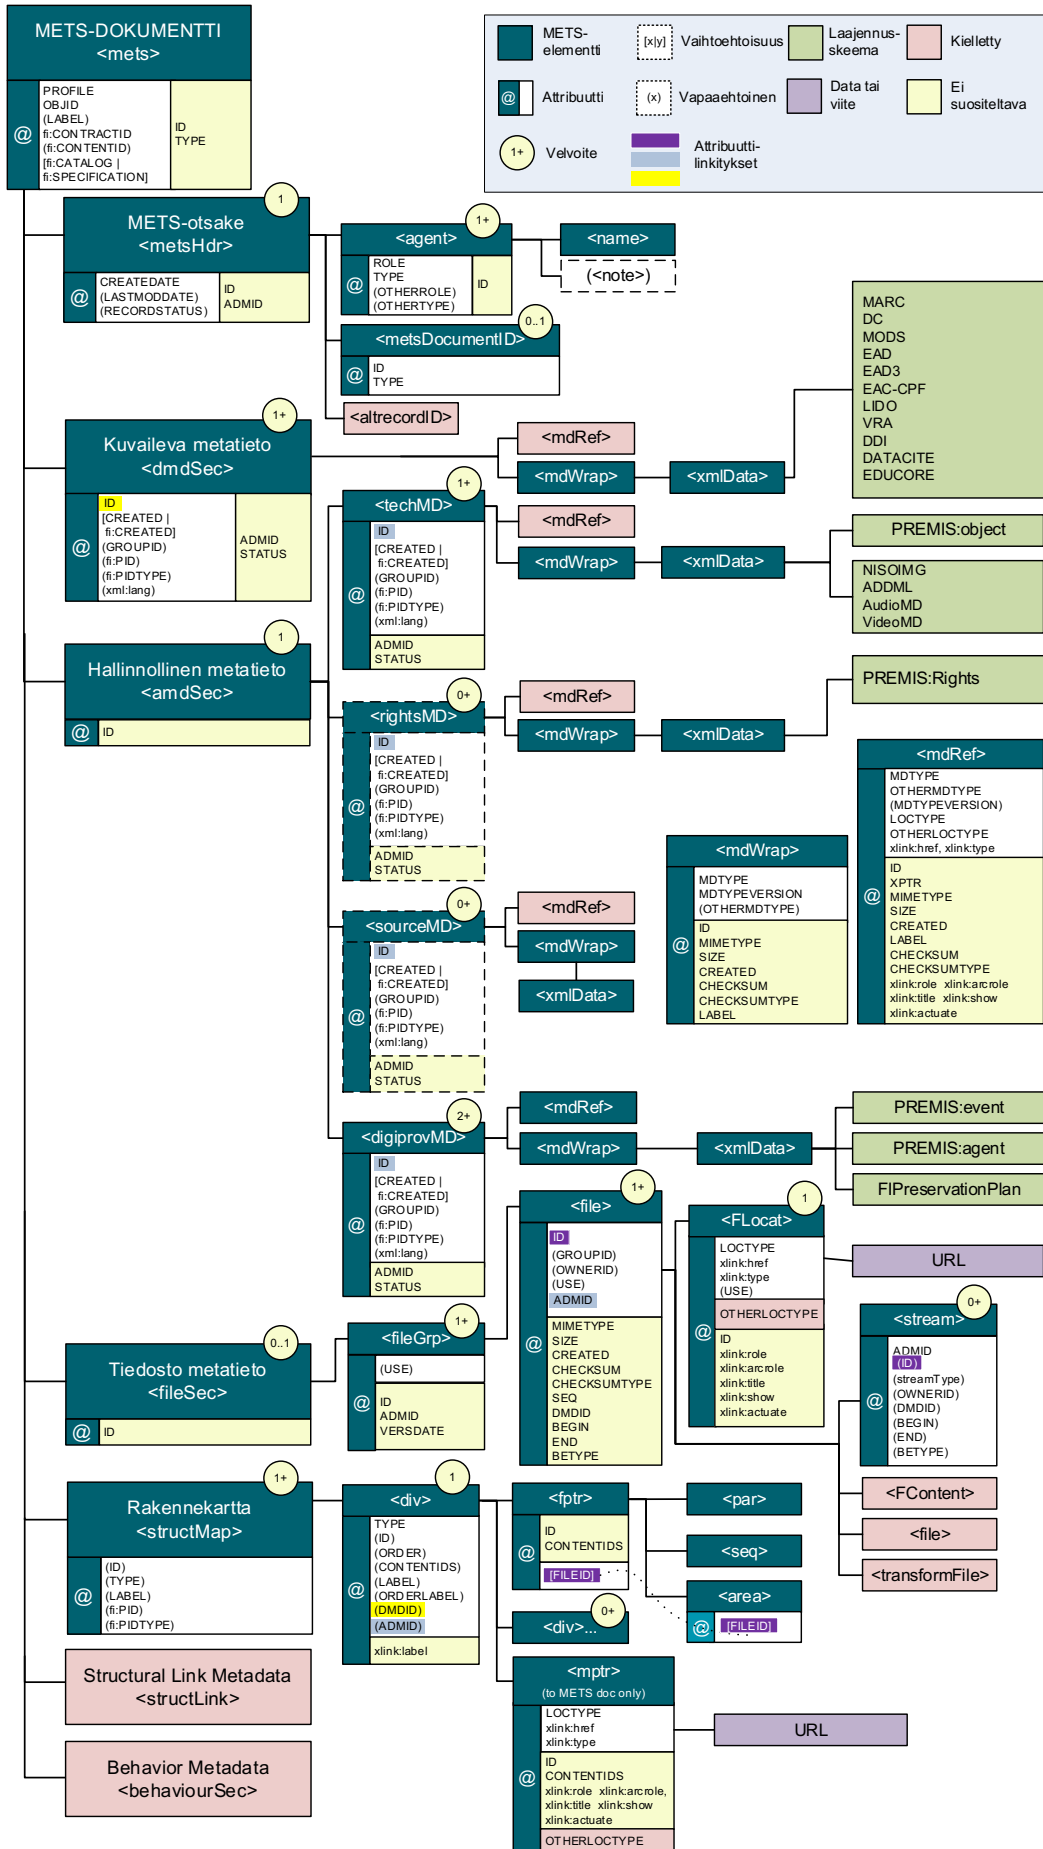 METS-DOKUMENTTI
<mets>
@
PROFILE
OBJID
(LABEL)
fi:CONTRACTID
(fi:CONTENTID)
[fi:CATALOG |
fi:SPECIFICATION]
ID
TYPE
METS-
elementti
[x|y]
Vaihtoehtoisuus
Laajennus-
skeema
Kielletty
@
Attribuutti
(x)
Vapaaehtoinen
Data tai
viite
Ei
suositeltava
1+
Velvoite
Attribuutti-
linkitykset
1
METS-otsake
<metsHdr>
@
CREATEDATE
(LASTMODDATE)
(RECORDSTATUS)
ID
ADMID
1+
<agent>
@
ROLE
TYPE
(OTHERROLE)
(OTHERTYPE)
ID
<name>
(<note>)
0..1
<metsDocumentID>
@
ID
TYPE
<altrecordID>
1+
Kuvaileva metatieto
<dmdSec>
@
ID
[CREATED |
fi:CREATED]
(GROUPID)
(fi:PID)
(fi:PIDTYPE)
(xml:lang)
ADMID
STATUS
<mdRef>
<mdWrap>
<xmlData>
MARC
DC
MODS
EAD
EAD3
EAC-CPF
LIDO
VRA
DDI
DATACITE
EDUCORE
1
Hallinnollinen metatieto
<amdSec>
@
ID
1+
<techMD>
@
ID
[CREATED |
fi:CREATED]
(GROUPID)
(fi:PID)
(fi:PIDTYPE)
(xml:lang)
ADMID
STATUS
<mdRef>
<mdWrap>
<xmlData>
PREMIS:object
NISOIMG
ADDML
AudioMD
VideoMD
0+
<rightsMD>
@
ID
[CREATED |
fi:CREATED]
(GROUPID)
(fi:PID)
(fi:PIDTYPE)
(xml:lang)
ADMID
STATUS
<mdRef>
<mdWrap>
<xmlData>
PREMIS:Rights
<mdWrap>
@
MDTYPE
MDTYPEVERSION
(OTHERMDTYPE)
ID
MIMETYPE
SIZE
CREATED
CHECKSUM
CHECKSUMTYPE
LABEL
<mdRef>
@
MDTYPE
OTHERMDTYPE
(MDTYPEVERSION)
LOCTYPE
OTHERLOCTYPE
xlink:href, xlink:type
ID
XPTR
MIMETYPE
SIZE
CREATED
LABEL
CHECKSUM
CHECKSUMTYPE
xlink:role xlink:arcrole
xlink:title xlink:show
xlink:actuate
0+
<sourceMD>
@
ID
[CREATED |
fi:CREATED]
(GROUPID)
(fi:PID)
(fi:PIDTYPE)
(xml:lang)
ADMID
STATUS
<mdRef>
<mdWrap>
<xmlData>
2+
<digiprovMD>
@
ID
[CREATED |
fi:CREATED]
(GROUPID)
(fi:PID)
(fi:PIDTYPE)
(xml:lang)
ADMID
STATUS
<mdRef>
<mdWrap>
<xmlData>
PREMIS:event
PREMIS:agent
FIPreservationPlan
0..1
Tiedosto metatieto
<fileSec>
@
ID
1+
<fileGrp>
@
(USE)
ID
ADMID
VERSDATE
1+
<file>
@
ID
(GROUPID)
(OWNERID)
(USE)
ADMID
MIMETYPE
SIZE
CREATED
CHECKSUM
CHECKSUMTYPE
SEQ
DMDID
BEGIN
END
BETYPE
1
<FLocat>
@
LOCTYPE
xlink:href
xlink:type
(USE)
OTHERLOCTYPE
ID
xlink:role
xlink:arcrole
xlink:title
xlink:show
xlink:actuate
URL
0+
<stream>
@
ADMID
(ID)
(streamType)
(OWNERID)
(DMDID)
(BEGIN)
(END)
(BETYPE)
<FContent>
<file>
<transformFile>
1+
Rakennekartta
<structMap>
@
(ID)
(TYPE)
(LABEL)
(fi:PID)
(fi:PIDTYPE)
1
<div>
@
TYPE
(ID)
(ORDER)
(CONTENTIDS)
(LABEL)
(ORDERLABEL)
(DMDID)
(ADMID)
xlink:label
<fptr>
@
ID
CONTENTIDS
[FILEID]
<par>
<seq>
<area>
@
[FILEID]
0+
<div>...
<mptr>
(to METS doc only)
@
LOCTYPE
xlink:href
xlink:type
ID
CONTENTIDS
xlink:role xlink:arcrole,
xlink:title xlink:show
xlink:actuate
OTHERLOCTYPE
URL
Structural Link Metadata
<structLink>
Behavior Metadata
<behaviourSec>